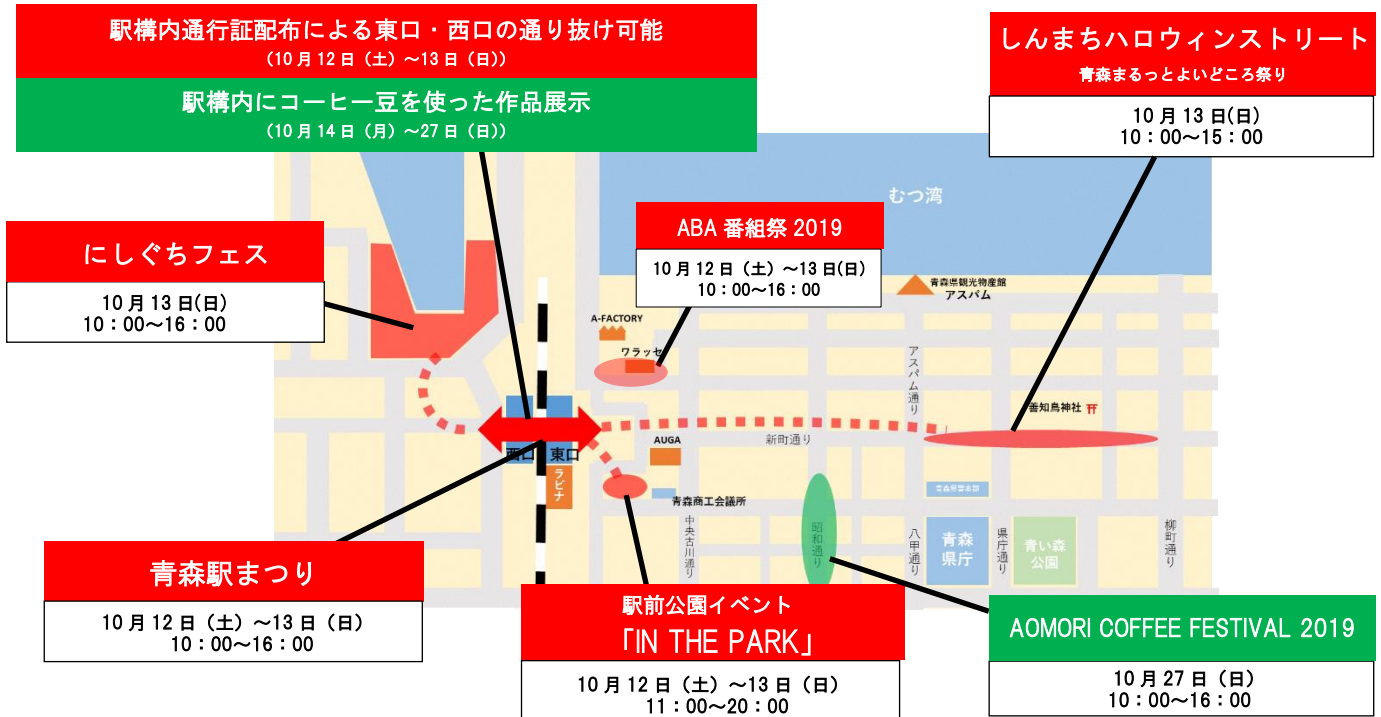 駅構内通行証配布による東口・西口の通り抜け可能
(10月12日(土)～13日(日))
駅構内にコーヒー豆を使った作品展示
(10月14日(月)～27日(日))
しんまちハロウィンストリート
青森まるっとよいどころ祭り
10月13日(日)
10：00～15：00
むつ湾
にしぐちフェス
10月13日(日)
10：00～16：00
ABA番組祭2019
10月12日（土）～13日(日)
10：00～16：00
青森県観光物産館
アスパム
A-FACTORY
ワラッセ
アスパム通り
善知鳥神社
新町通り
AUGA
西口
東口
ラビナ
青森商工会議所
中央古川通り
昭和通り
八甲通り
青森
県庁
県庁通り
青い森
公園
柳町通り
青森駅まつり
10月12日（土）～13日（日）
10：00～16：00
駅前公園イベント
「IN THE PARK」
10月12日（土）～13日（日）
11：00～20：00
AOMORI COFFEE FESTIVAL 2019
10月27日（日）
10：00～16：00